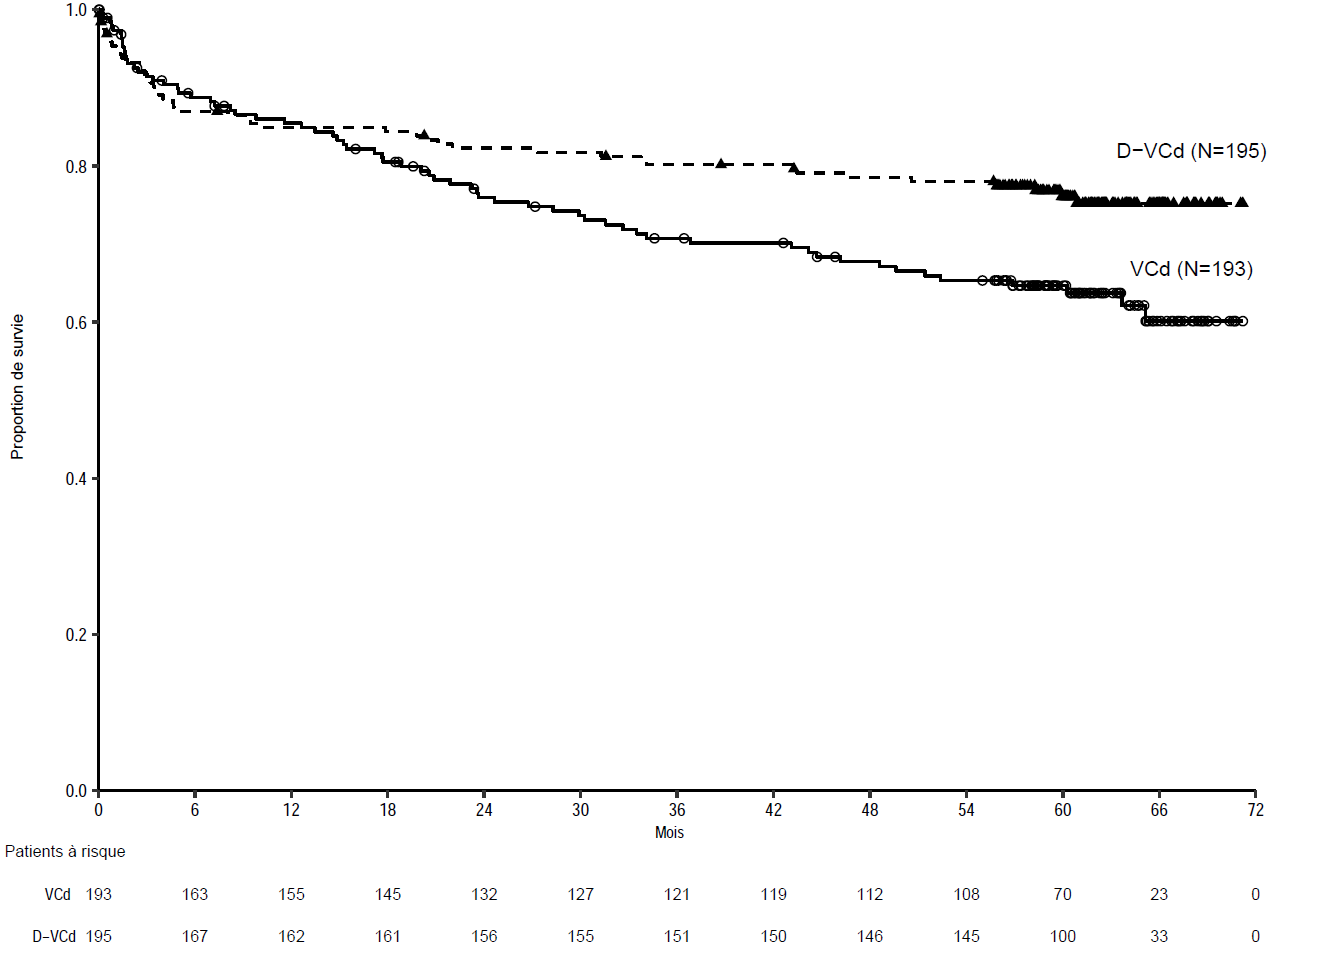 1.0
D−VCd (N=195)
0.8
VCd (N=193)
0.6
Proportion de survie
0.4
0.2
0.0
0 6 12 18 24 30 36 42 48 54 60 66 72
Mois
Patients à risque
VCd 193 163 155 145 132 127 121 119 112 108 70 23 0
D−VCd 195 167 162 161 156 155 151 150 146 145 100 33 0